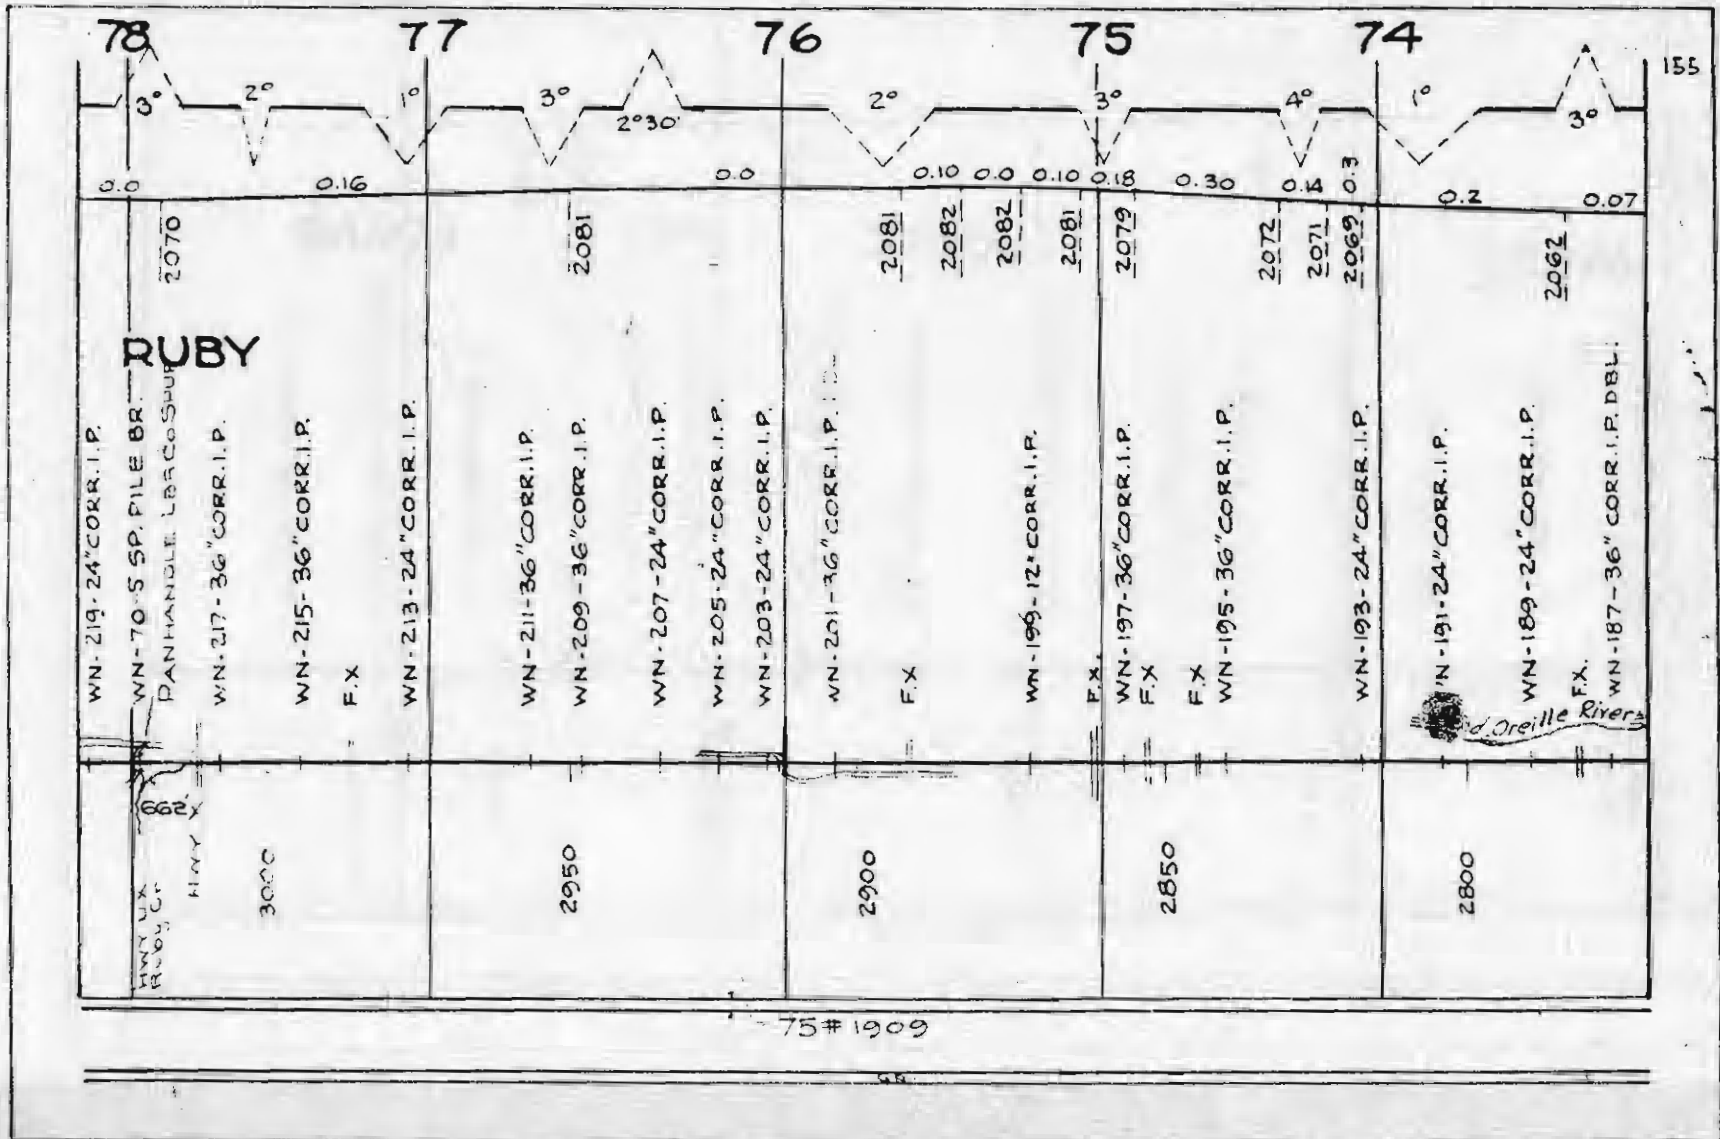 78 77 76 75 74
155
3° 2° 1° 3° 2°30' 2° 3° 4° 1° 3°
0.0 0.16 0.0 0.10 0.0 0.10 0.18 0.30 0.14 0.3 0.2 0.07
2070
2081
2081
2082
2082
2081
2079
2072
2071
2069
2062
RUBY
WN-219-24"CORR.I.P.
WN-70-5 SP. PILE BR.
PANHANDLE LBR CO SPUR
WN-217-36"CORR.I.P.
WN-215-36"CORR.I.P.
F.X
WN-213-24"CORR.I.P.
WN-211-36"CORR.I.P.
WN-209-36"CORR.I.P.
WN-207-24"CORR.I.P.
WN-205-24"CORR.I.P.
WN-203-24"CORR.I.P.
WN-201-36"CORR.I.P.
F.X
WN-199-12"CORR.I.P.
F.X.
WN-197-36"CORR.I.P.
F.X
F.X
WN-195-36"CORR.I.P.
WN-193-24"CORR.I.P.
WN-191-24"CORR.I.P.
WN-189-24"CORR.I.P.
F.X.
WN-187-36"CORR.I.P. DBL.
d'Oreille River
662'
HWY UX
Ruby Cr
HWY X
3000
2950
2900
2850
2800
75#1909
GR